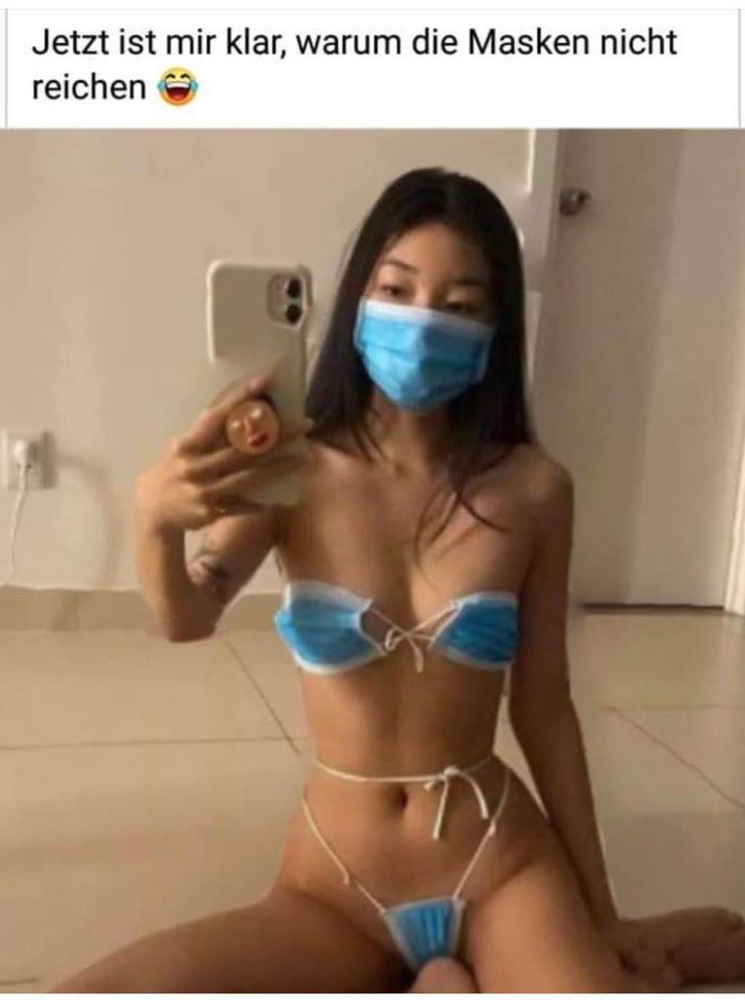 Jetzt ist mir klar, warum die Masken nicht
reichen 😂